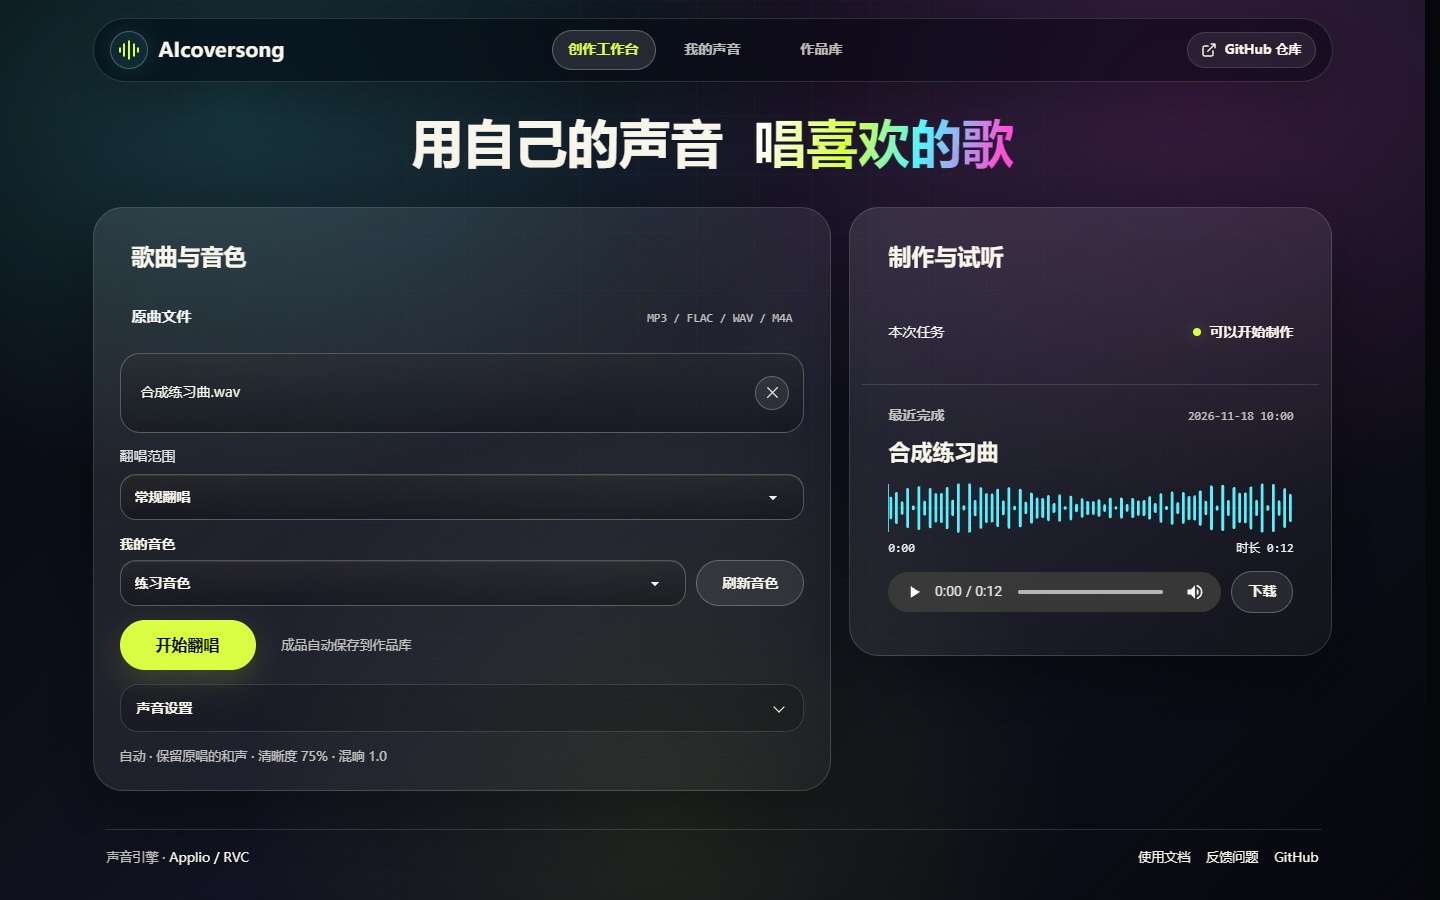 AIcoversong
创作工作台 我的声音 作品库
GitHub 仓库
用自己的声音 唱喜欢的歌
歌曲与音色
原曲文件
MP3 / FLAC / WAV / M4A
合成练习曲.wav
翻唱范围
常规翻唱
我的音色
练习音色
刷新音色
开始翻唱
成品自动保存到作品库
声音设置
自动 · 保留原唱的和声 · 清晰度 75% · 混响 1.0
制作与试听
本次任务
可以开始制作
最近完成
2026-11-18 10:00
合成练习曲
0:00
时长 0:12
0:00 / 0:12
下载
声音引擎 · Applio / RVC
使用文档 反馈问题 GitHub